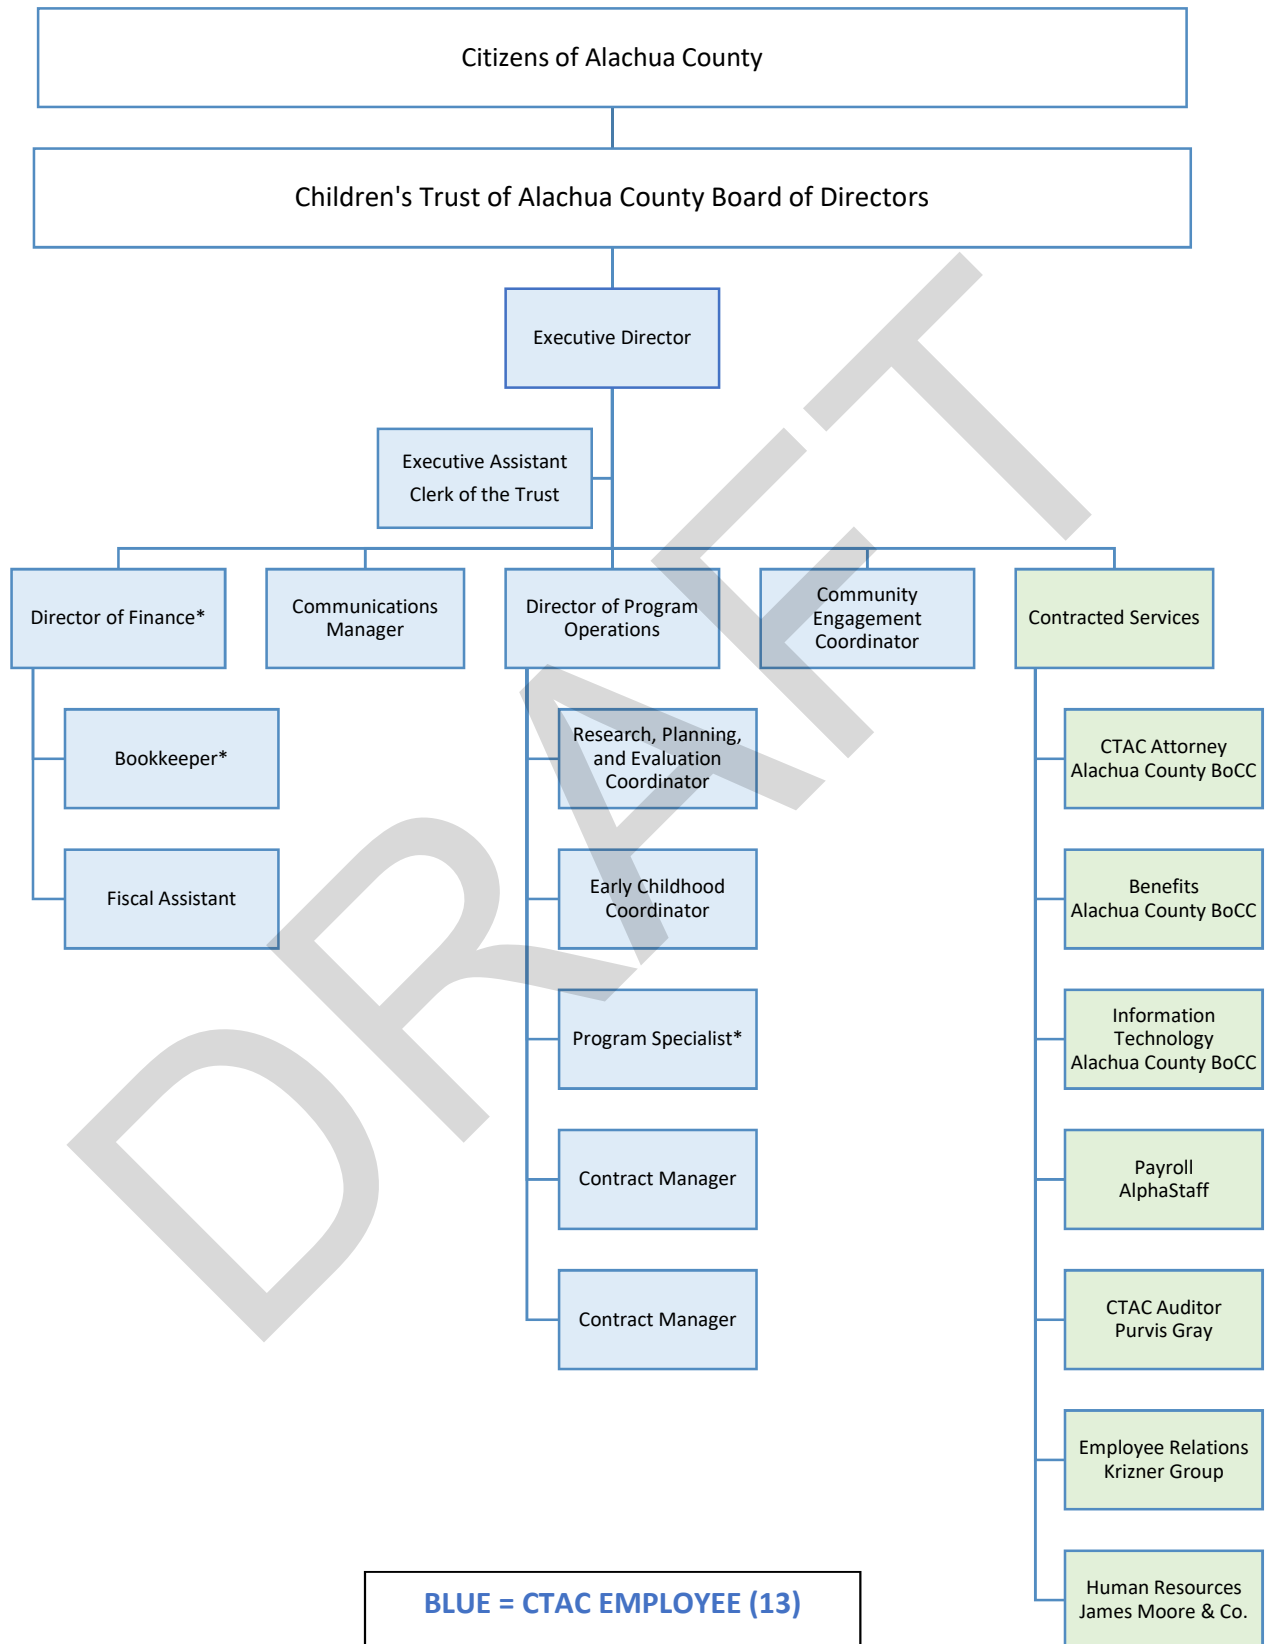 Citizens of Alachua County
Children's Trust of Alachua County Board of Directors
Executive Director
Executive Assistant
Clerk of the Trust
Director of Finance*
Communications
Manager
Director of Program
Operations
Community
Engagement
Coordinator
Contracted Services
Bookkeeper*
Fiscal Assistant
Research, Planning,
and Evaluation
Coordinator
Early Childhood
Coordinator
Program Specialist*
Contract Manager
Contract Manager
CTAC Attorney
Alachua County BoCC
Benefits
Alachua County BoCC
Information
Technology
Alachua County BoCC
Payroll
AlphaStaff
CTAC Auditor
Purvis Gray
Employee Relations
Krizner Group
Human Resources
James Moore & Co.
BLUE = CTAC EMPLOYEE (13)
DRAFT